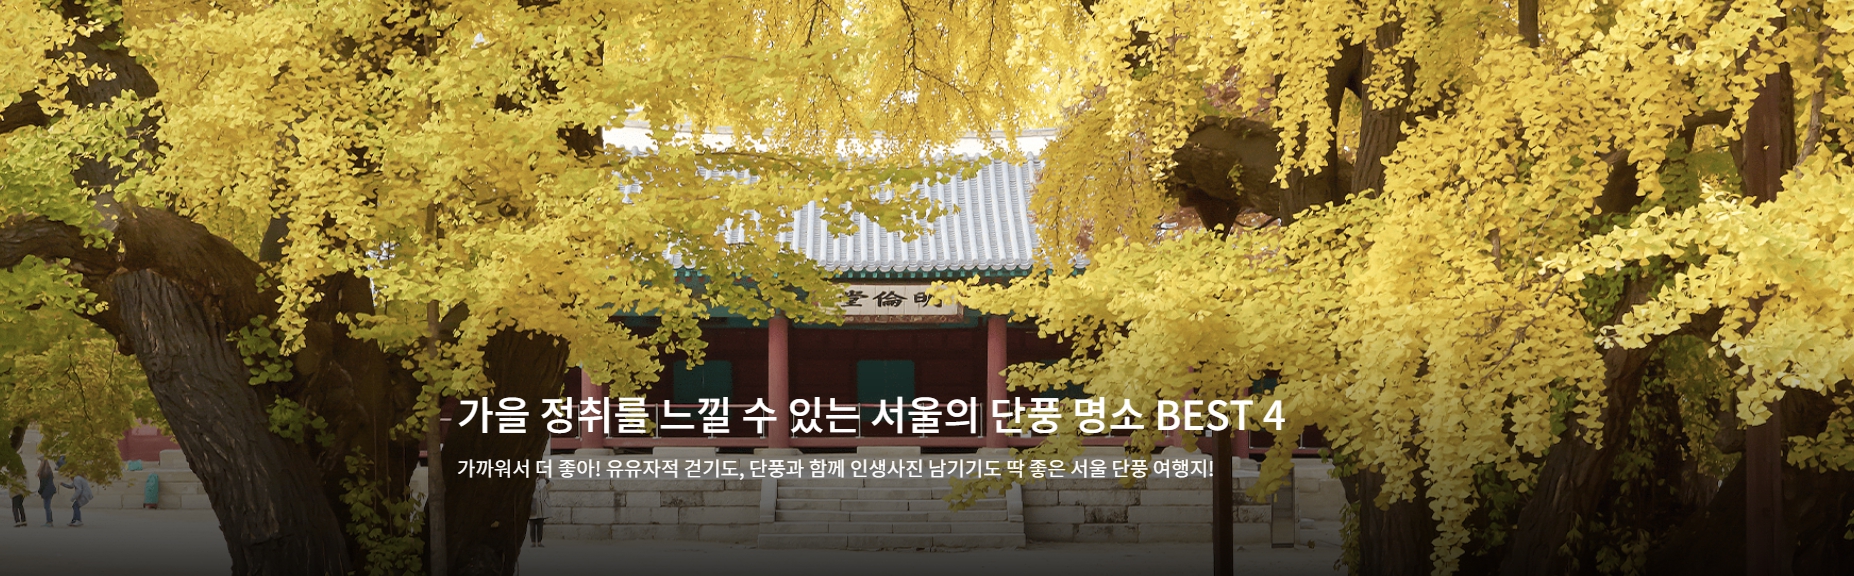 明倫堂
가을 정취를 느낄 수 있는 서울의 단풍 명소 BEST 4
가까워서 더 좋아! 유유자적 걷기도, 단풍과 함께 인생사진 남기기도 딱 좋은 서울 단풍 여행지!